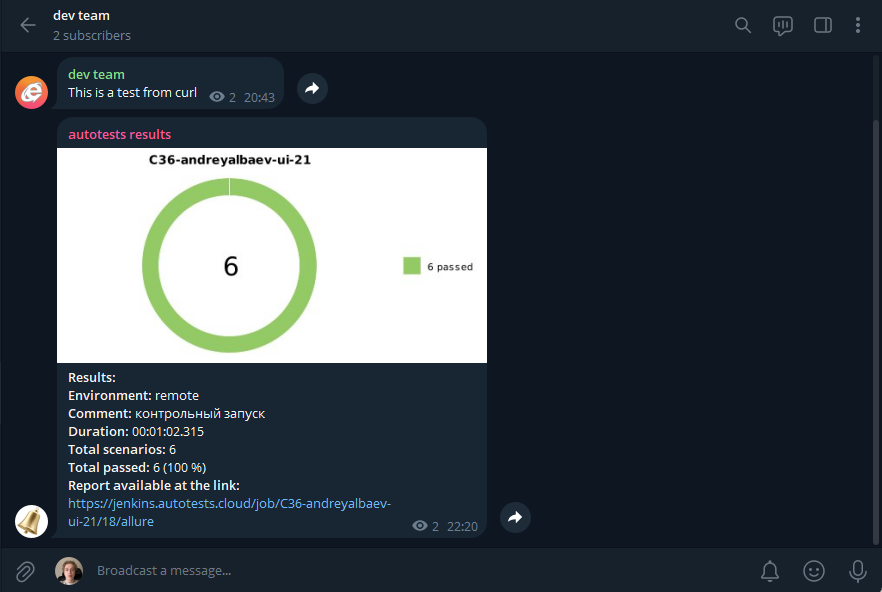 dev team
2 subscribers
dev team
This is a test from curl
2 20:43
autotests results
C36-andreyalbaev-ui-21
6
6 passed
Results:
Environment: remote
Comment: контрольный запуск
Duration: 00:01:02.315
Total scenarios: 6
Total passed: 6 (100 %)
Report available at the link:
https://jenkins.autotests.cloud/job/C36-andreyalbaev-
ui-21/18/allure
2 22:20
Broadcast a message...